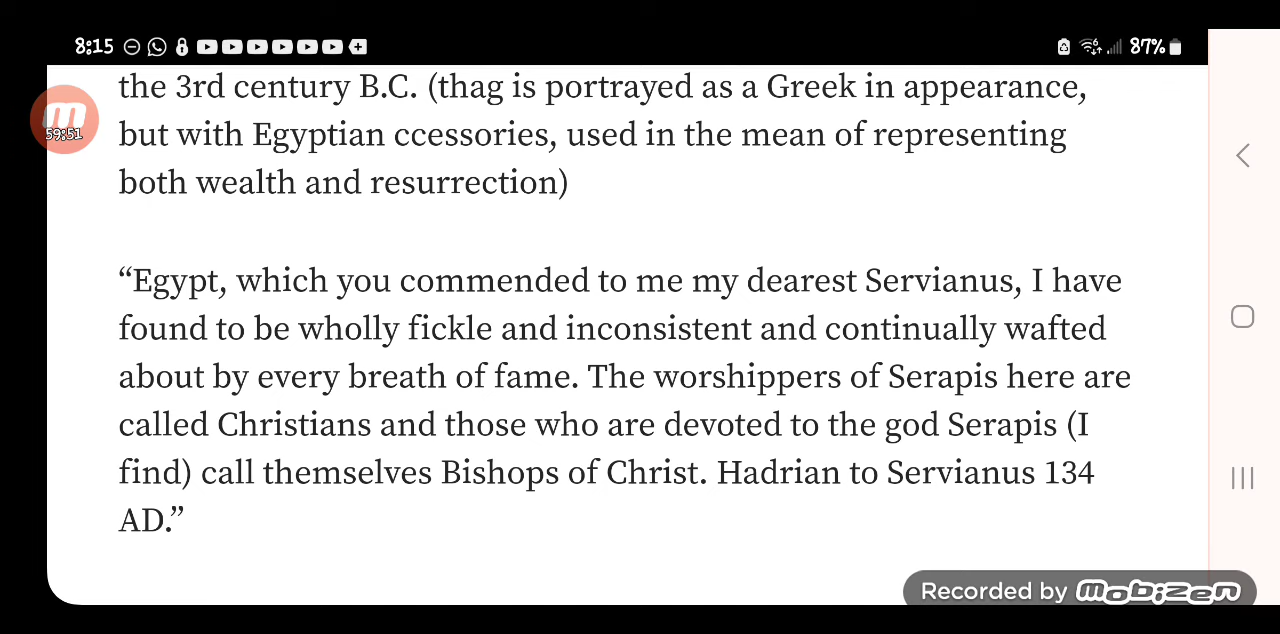 8:15 87%
59:51
the 3rd century B.C. (thag is portrayed as a Greek in appearance,
but with Egyptian ccessories, used in the mean of representing
both wealth and resurrection)
“Egypt, which you commended to me my dearest Servianus, I have
found to be wholly fickle and inconsistent and continually wafted
about by every breath of fame. The worshippers of Serapis here are
called Christians and those who are devoted to the god Serapis (I
find) call themselves Bishops of Christ. Hadrian to Servianus 134
AD.”
Recorded by mobizen